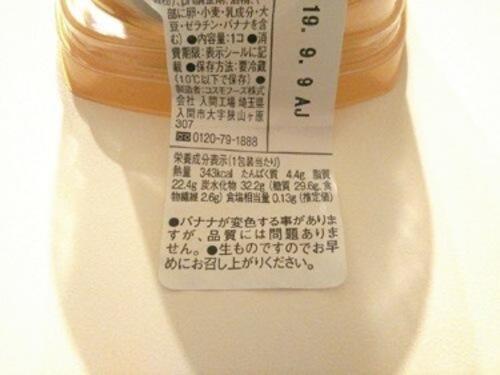 部に卵・小麦・乳成分・大
豆・ゼラチン・バナナを含
む) ●内容量:1コ ●消
費期限:表示シールに記
載 ●保存方法:要冷蔵
(10℃以下で保存) ●
製造者:コスモフーズ株式
会社 入間工場 埼玉県
入間市大字狭山ヶ原
307
0120-79-1888
19. 9. 9 AJ
栄養成分表示(1包装当たり)
熱量 343kcal たんぱく質 4.4g 脂質
22.4g 炭水化物 32.2g (糖質 29.6g、食
物繊維 2.6g) 食塩相当量 0.13g (推定値)
●バナナが変色する事がありま
すが、品質には問題ありま
せん。●生ものですのでお早
めにお召し上がりください。